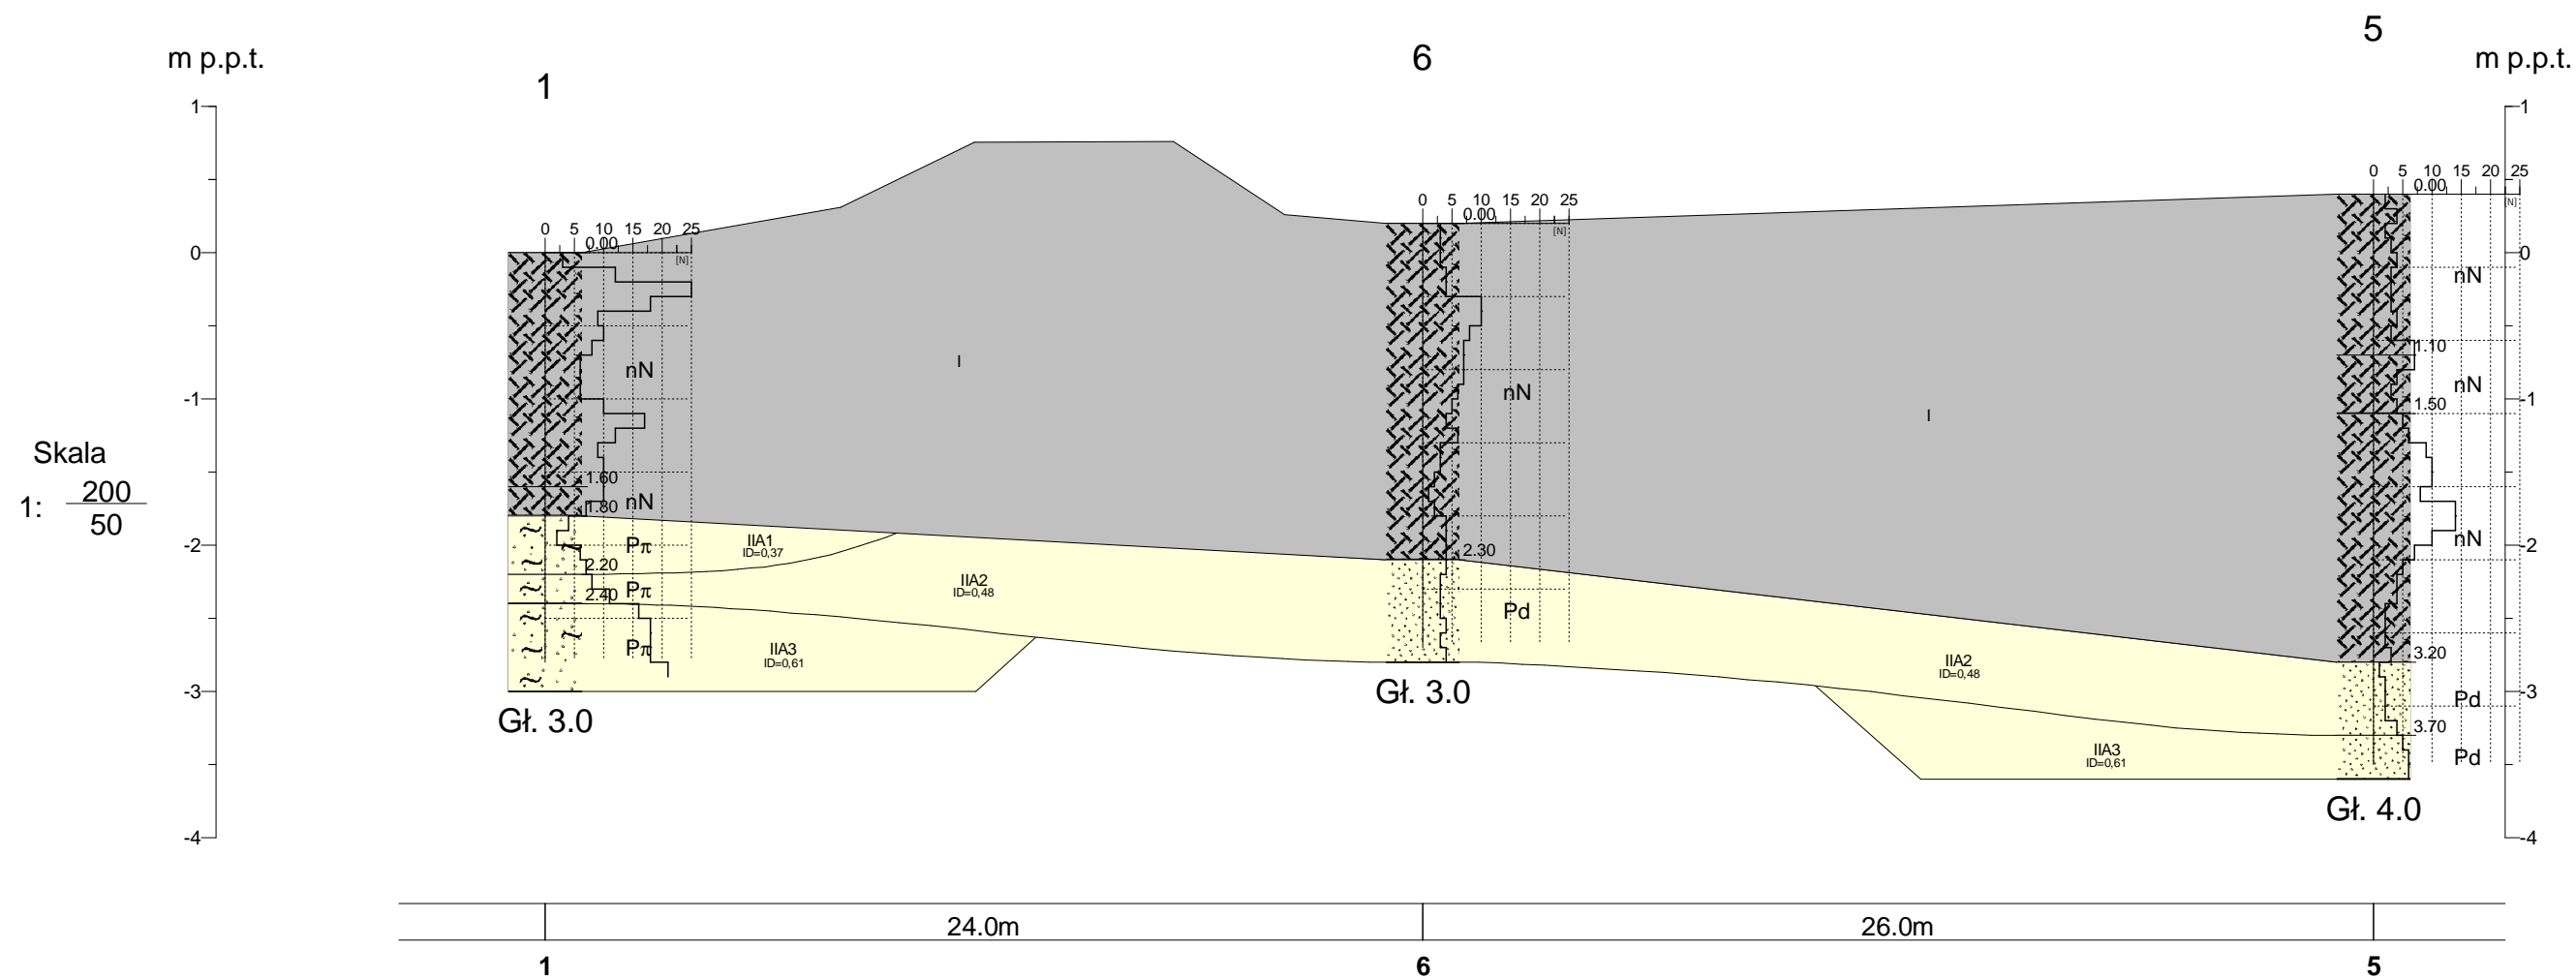 5
m p.p.t. 6 m p.p.t.
1
1 1
0 5 10 15 20 25
0.00
[N]
0 5 10 15 20 25
0.00
[N]
0 5 10 15 20 25
0.00
[N]
0 0
nN
1.10
I
nN
nN
nN
-1 -1
1.50
I
Skala
1: 200
50
1.60
nN
1.80
nN
-2 -2
Pπ
IIA1
ID=0,37
2.30
2.20
Pπ
IIA2
ID=0,48
2.40
Pd
Pπ
IIA3
ID=0,61
3.20
IIA2
ID=0,48
-3 -3
Gł. 3.0
Pd
Gł. 3.0
3.70
IIA3
ID=0,61
Pd
Gł. 4.0
-4 -4
24.0m 26.0m
1 6 5